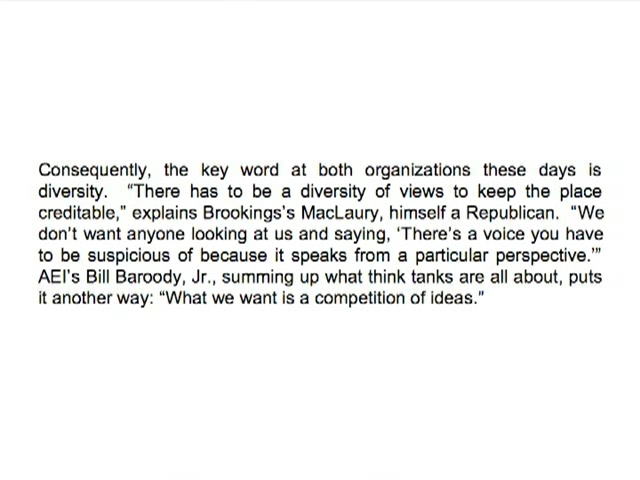 Consequently, the key word at both organizations these days is
diversity. “There has to be a diversity of views to keep the place
creditable,” explains Brookings’s MacLaury, himself a Republican. “We
don’t want anyone looking at us and saying, ‘There’s a voice you have
to be suspicious of because it speaks from a particular perspective.’”
AEI’s Bill Baroody, Jr., summing up what think tanks are all about, puts
it another way: “What we want is a competition of ideas.”